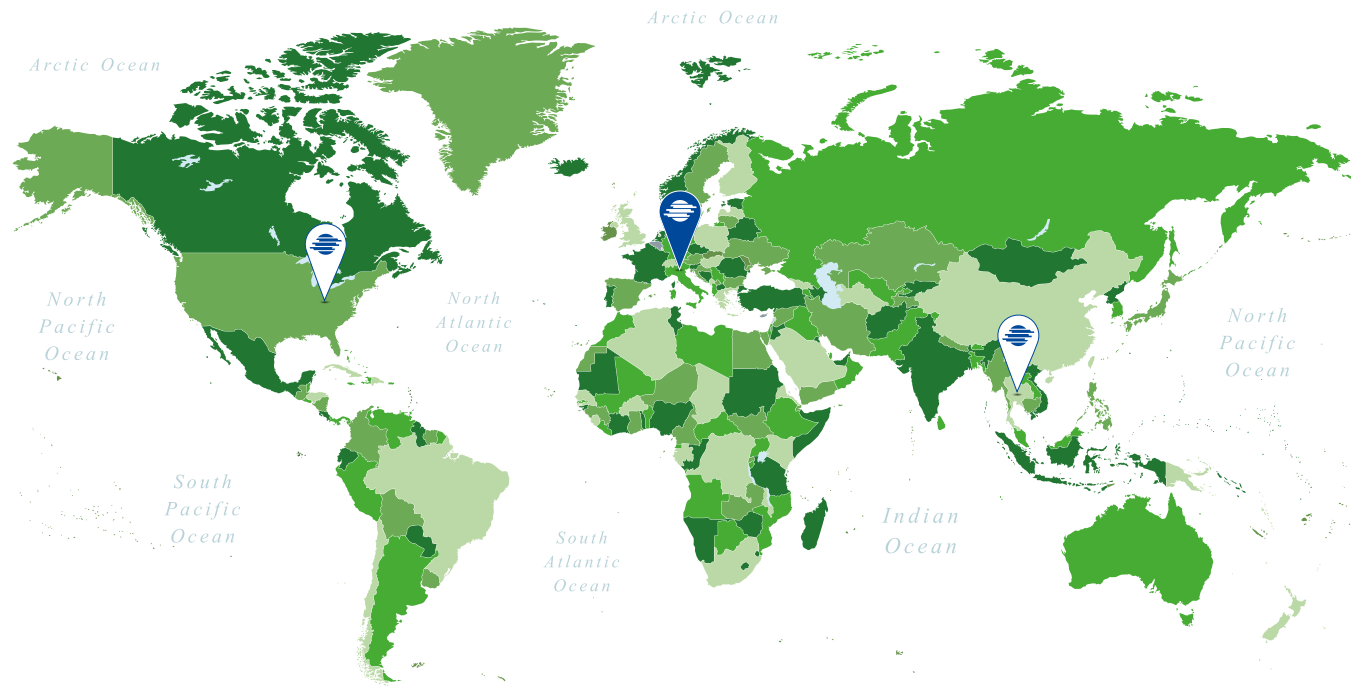 Arctic Ocean
Arctic Ocean
North
Pacific
Ocean
North
Atlantic
Ocean
North
Pacific
Ocean
South
Pacific
Ocean
South
Atlantic
Ocean
Indian
Ocean